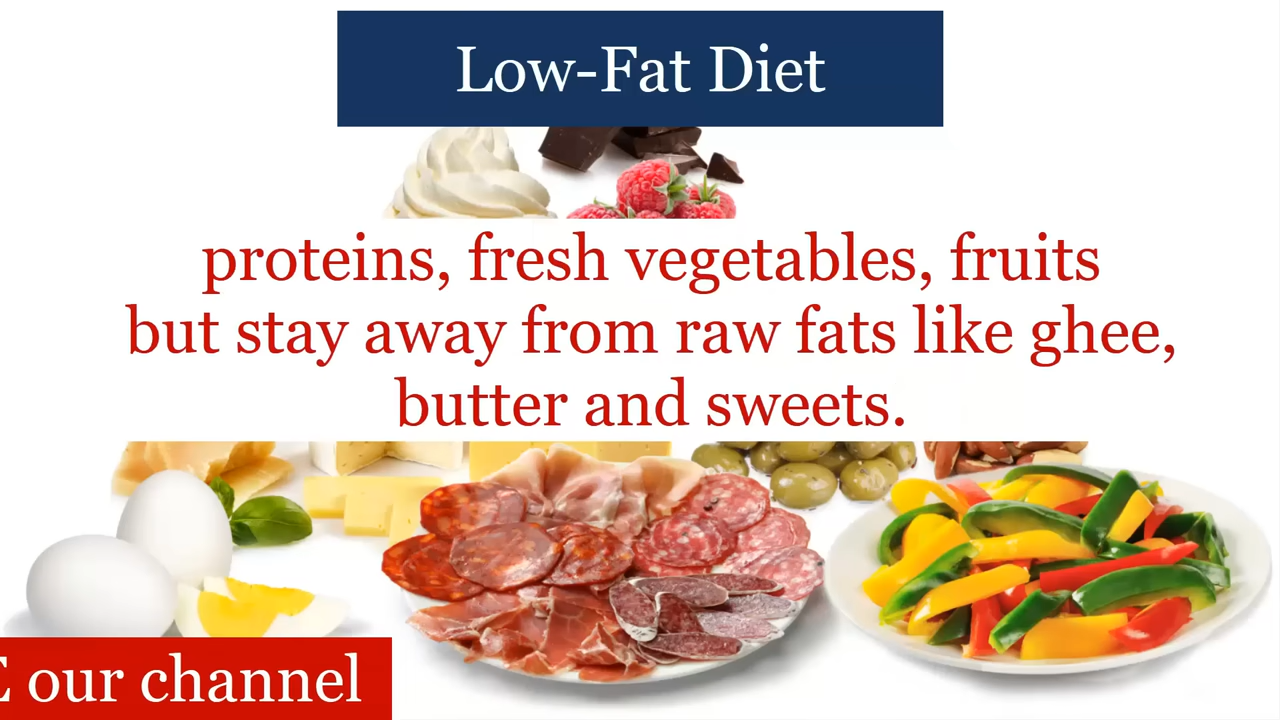 Low-Fat Diet
proteins, fresh vegetables, fruits
but stay away from raw fats like ghee,
butter and sweets.
our channel